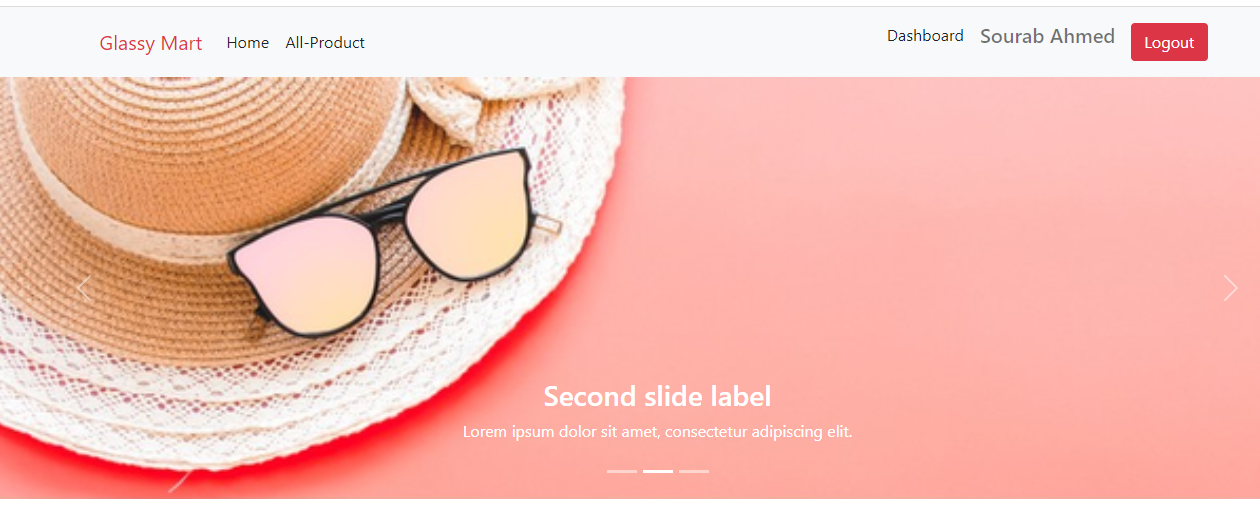 Glassy Mart Home All-Product Dashboard Sourab Ahmed Logout
Second slide label
Lorem ipsum dolor sit amet, consectetur adipiscing elit.